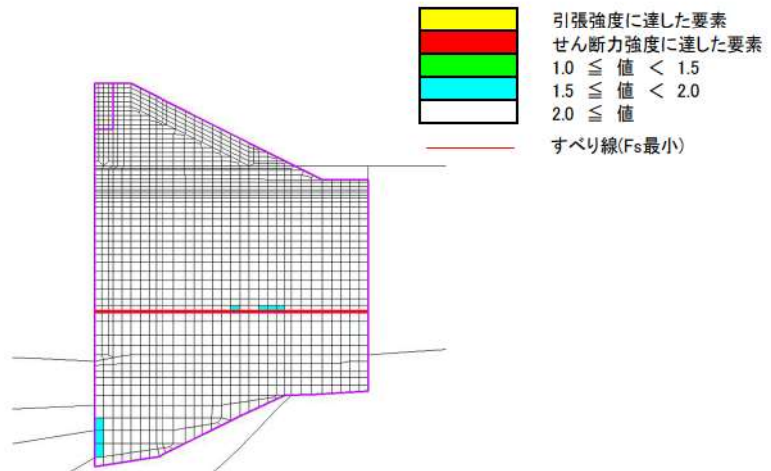 引張強度に達した要素
せん断力強度に達した要素
1.0 ≦ 値 < 1.5
1.5 ≦ 値 < 2.0
2.0 ≦ 値
すべり線(Fs最小)